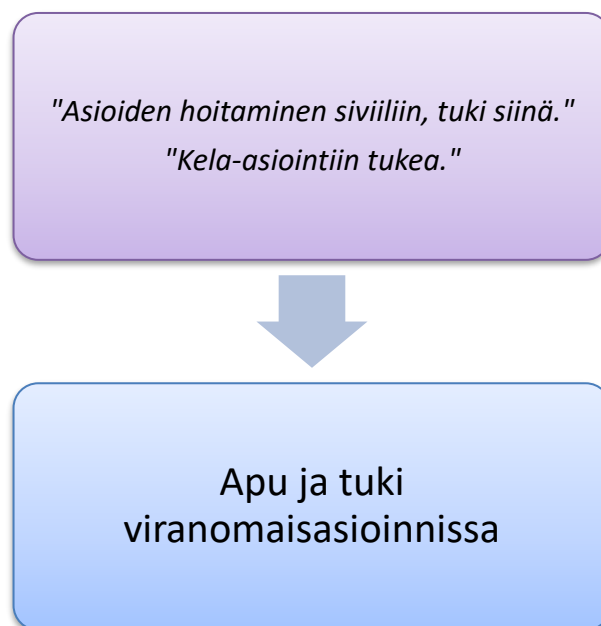 "Asioiden hoitaminen siviiliin, tuki siinä."
"Kela-asiointiin tukea."
Apu ja tuki
viranomaisasioinnissa